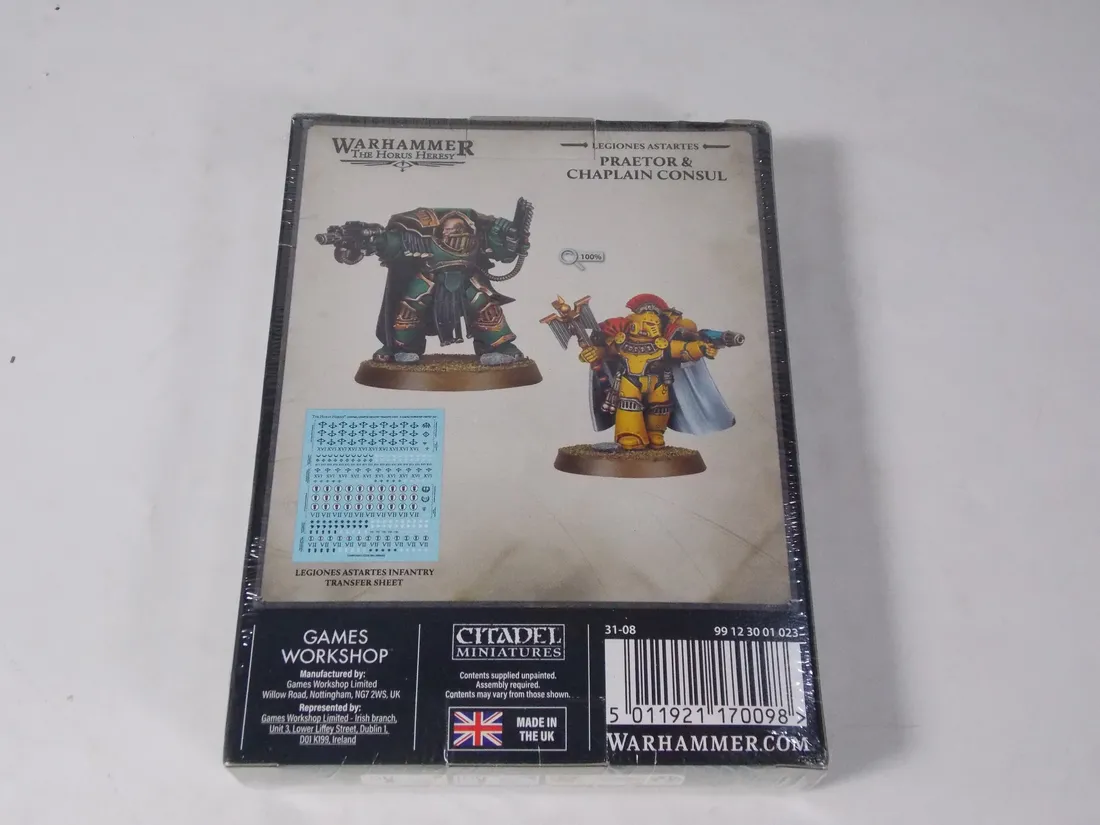 WARHAMMER
THE HORUS HERESY
LEGIONES ASTARTES
PRAETOR &
CHAPLAIN CONSUL
100%
LEGIONES ASTARTES INFANTRY
TRANSFER SHEET
GAMES
WORKSHOP
Manufactured by:
Games Workshop Limited
Willow Road, Nottingham, NG7 2WS, UK
Represented by:
Games Workshop Limited - Irish branch,
Unit 3, Lower Liffey Street, Dublin 1,
D01 K199, Ireland
CITADEL
MINIATURES
Contents supplied unpainted.
Assembly required.
Contents may vary from those shown.
MADE IN
THE UK
31-08
99 12 30 01 023
5 011921 170098 >
WARHAMMER.COM